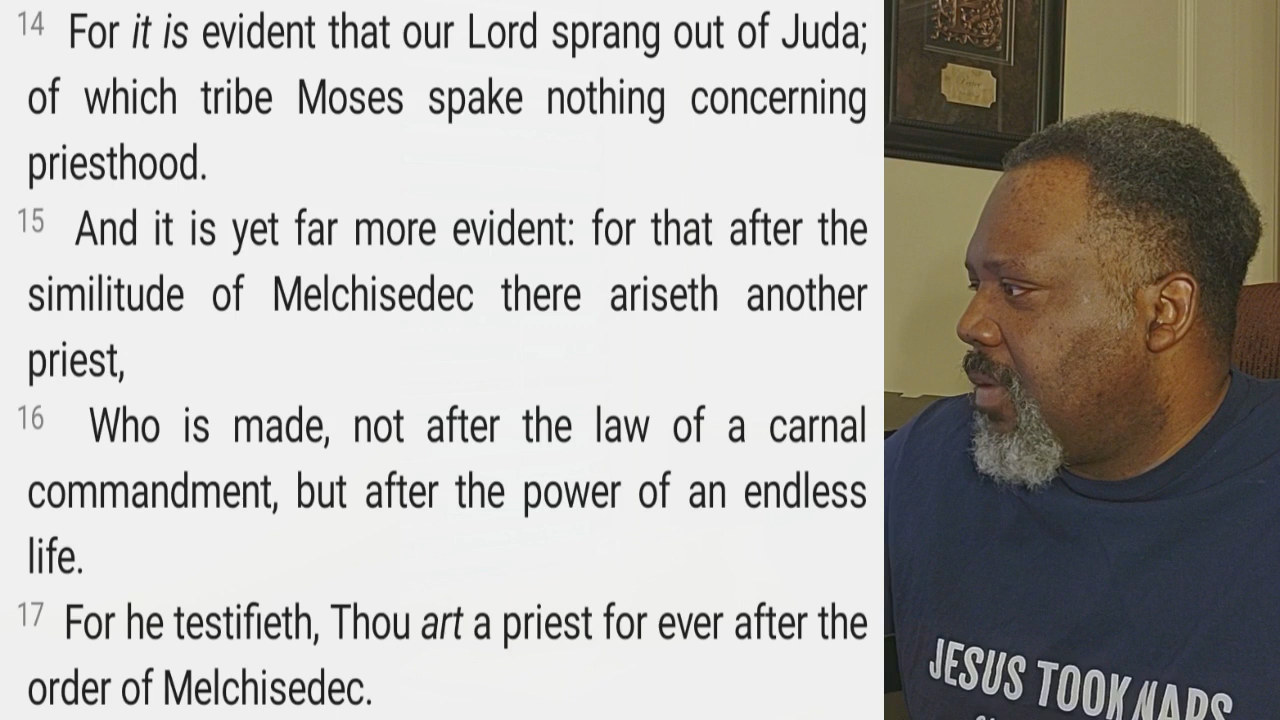 14 For it is evident that our Lord sprang out of Juda;
of which tribe Moses spake nothing concerning
priesthood.
15 And it is yet far more evident: for that after the
similitude of Melchisedec there ariseth another
priest,
16 Who is made, not after the law of a carnal
commandment, but after the power of an endless
life.
17 For he testifieth, Thou art a priest for ever after the
order of Melchisedec.
JESUS TOOK NAPS